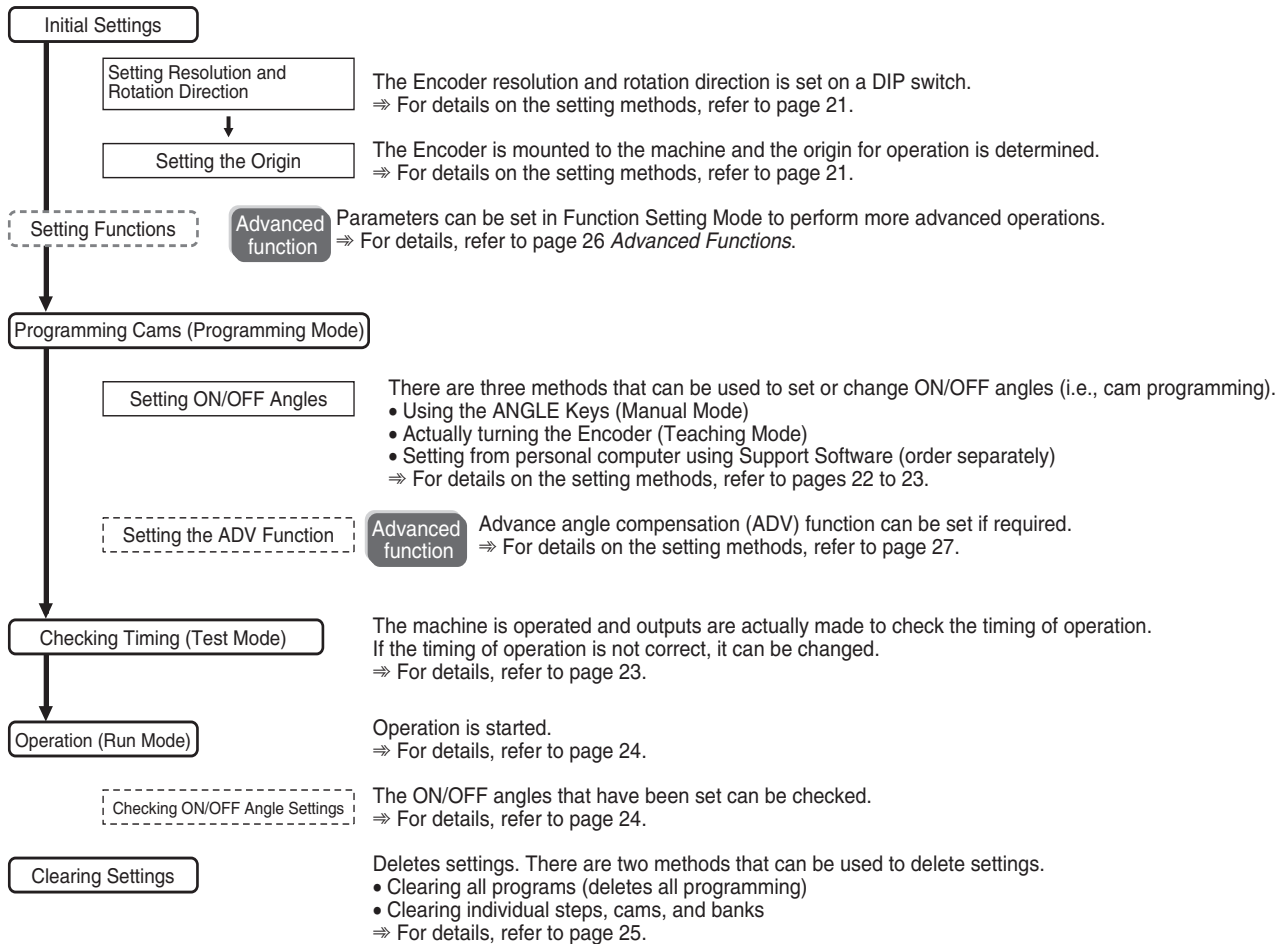 Initial Settings
Setting Resolution and
Rotation Direction
The Encoder resolution and rotation direction is set on a DIP switch.
⇒ For details on the setting methods, refer to page 21.
Setting the Origin
The Encoder is mounted to the machine and the origin for operation is determined.
⇒ For details on the setting methods, refer to page 21.
Setting Functions
Advanced
function
Parameters can be set in Function Setting Mode to perform more advanced operations.
⇒ For details, refer to page 26 Advanced Functions.
Programming Cams (Programming Mode)
Setting ON/OFF Angles
There are three methods that can be used to set or change ON/OFF angles (i.e., cam programming).
• Using the ANGLE Keys (Manual Mode)
• Actually turning the Encoder (Teaching Mode)
• Setting from personal computer using Support Software (order separately)
⇒ For details on the setting methods, refer to pages 22 to 23.
Setting the ADV Function
Advanced
function
Advance angle compensation (ADV) function can be set if required.
⇒ For details on the setting methods, refer to page 27.
Checking Timing (Test Mode)
The machine is operated and outputs are actually made to check the timing of operation.
If the timing of operation is not correct, it can be changed.
⇒ For details, refer to page 23.
Operation (Run Mode)
Operation is started.
⇒ For details, refer to page 24.
Checking ON/OFF Angle Settings
The ON/OFF angles that have been set can be checked.
⇒ For details, refer to page 24.
Clearing Settings
Deletes settings. There are two methods that can be used to delete settings.
• Clearing all programs (deletes all programming)
• Clearing individual steps, cams, and banks
⇒ For details, refer to page 25.